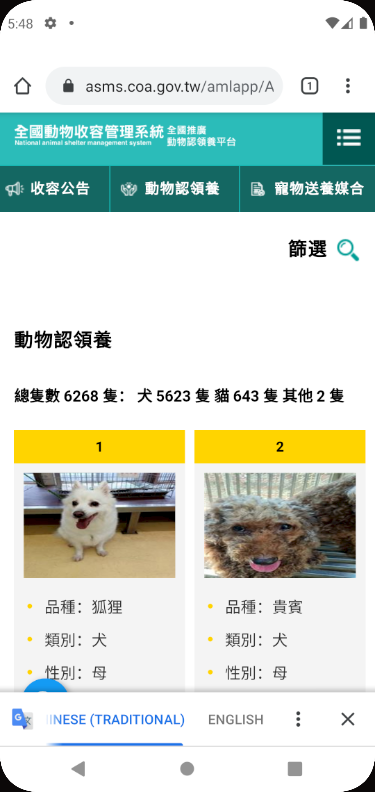 5:48
asms.coa.gov.tw/amlapp/A
1
全國動物收容管理系統 全國推廣
National animal shelter management system 動物認領養平台
收容公告 動物認領養 寵物送養媒合
篩選
動物認領養
總隻數 6268 隻： 犬 5623 隻 貓 643 隻 其他 2 隻
1 2
品種： 狐狸 品種： 貴賓
類別： 犬 類別： 犬
性別： 母 性別： 母
INESE (TRADITIONAL) ENGLISH